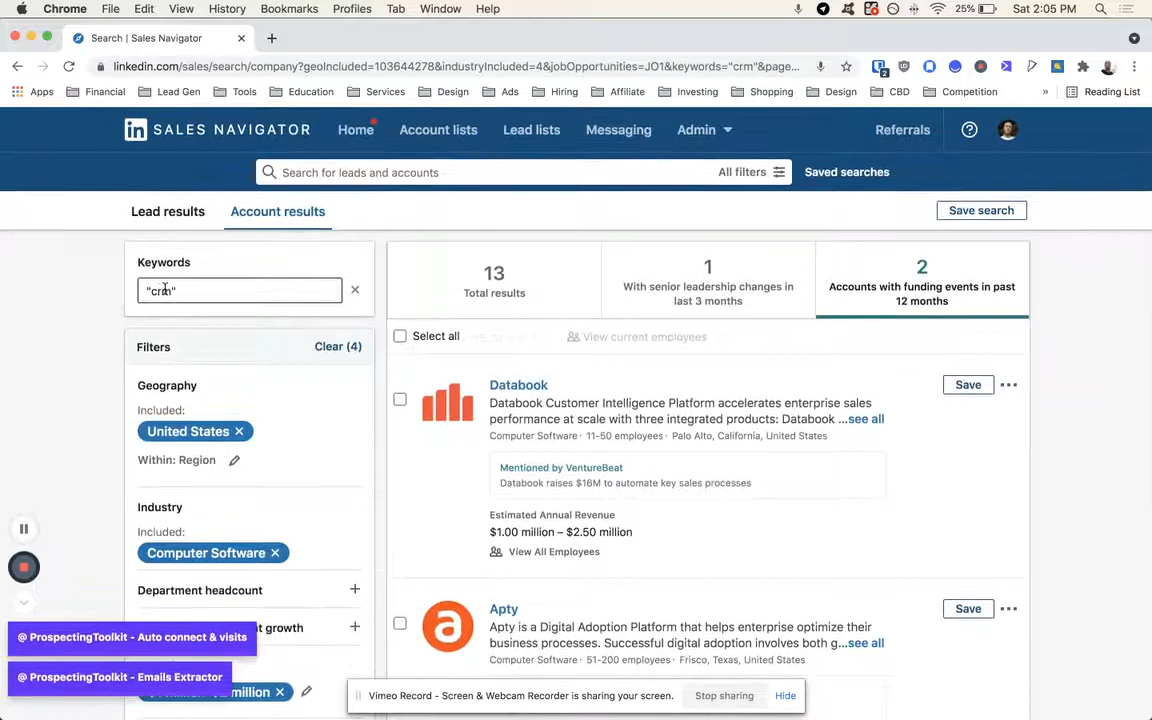 Chrome File Edit View History Bookmarks Profiles Tab Window Help 25% Sat 2:05 PM
Search | Sales Navigator
linkedin.com/sales/search/company?geoIncluded=103644278&industryIncluded=4&jobOpportunities=JO1&keywords="crm"&page...
2
Apps Financial Lead Gen Tools Education Services Design Ads Hiring Affiliate Investing Shopping Design CBD Competition » Reading List
in SALES NAVIGATOR Home Account lists Lead lists Messaging Admin Referrals
Search for leads and accounts All filters Saved searches
Lead results Account results Save search
Keywords
"crm"
13
Total results
1
With senior leadership changes in
last 3 months
2
Accounts with funding events in past
12 months
Select all View current employees
Filters Clear (4)
Geography
Included:
United States
Within: Region
Industry
Included:
Computer Software
Department headcount
t growth
million
Databook Save
Databook Customer Intelligence Platform accelerates enterprise sales
performance at scale with three integrated products: Databook ...see all
Computer Software · 11-50 employees · Palo Alto, California, United States
Mentioned by VentureBeat
Databook raises $16M to automate key sales processes
Estimated Annual Revenue
$1.00 million – $2.50 million
View All Employees
Apty Save
a
Apty is a Digital Adoption Platform that helps enterprise optimize their
business processes. Successful digital adoption involves both g...see all
Computer Software · 51-200 employees · Frisco, Texas, United States
@ ProspectingToolkit - Auto connect & visits
@ ProspectingToolkit - Emails Extractor
Vimeo Record - Screen & Webcam Recorder is sharing your screen. Stop sharing Hide